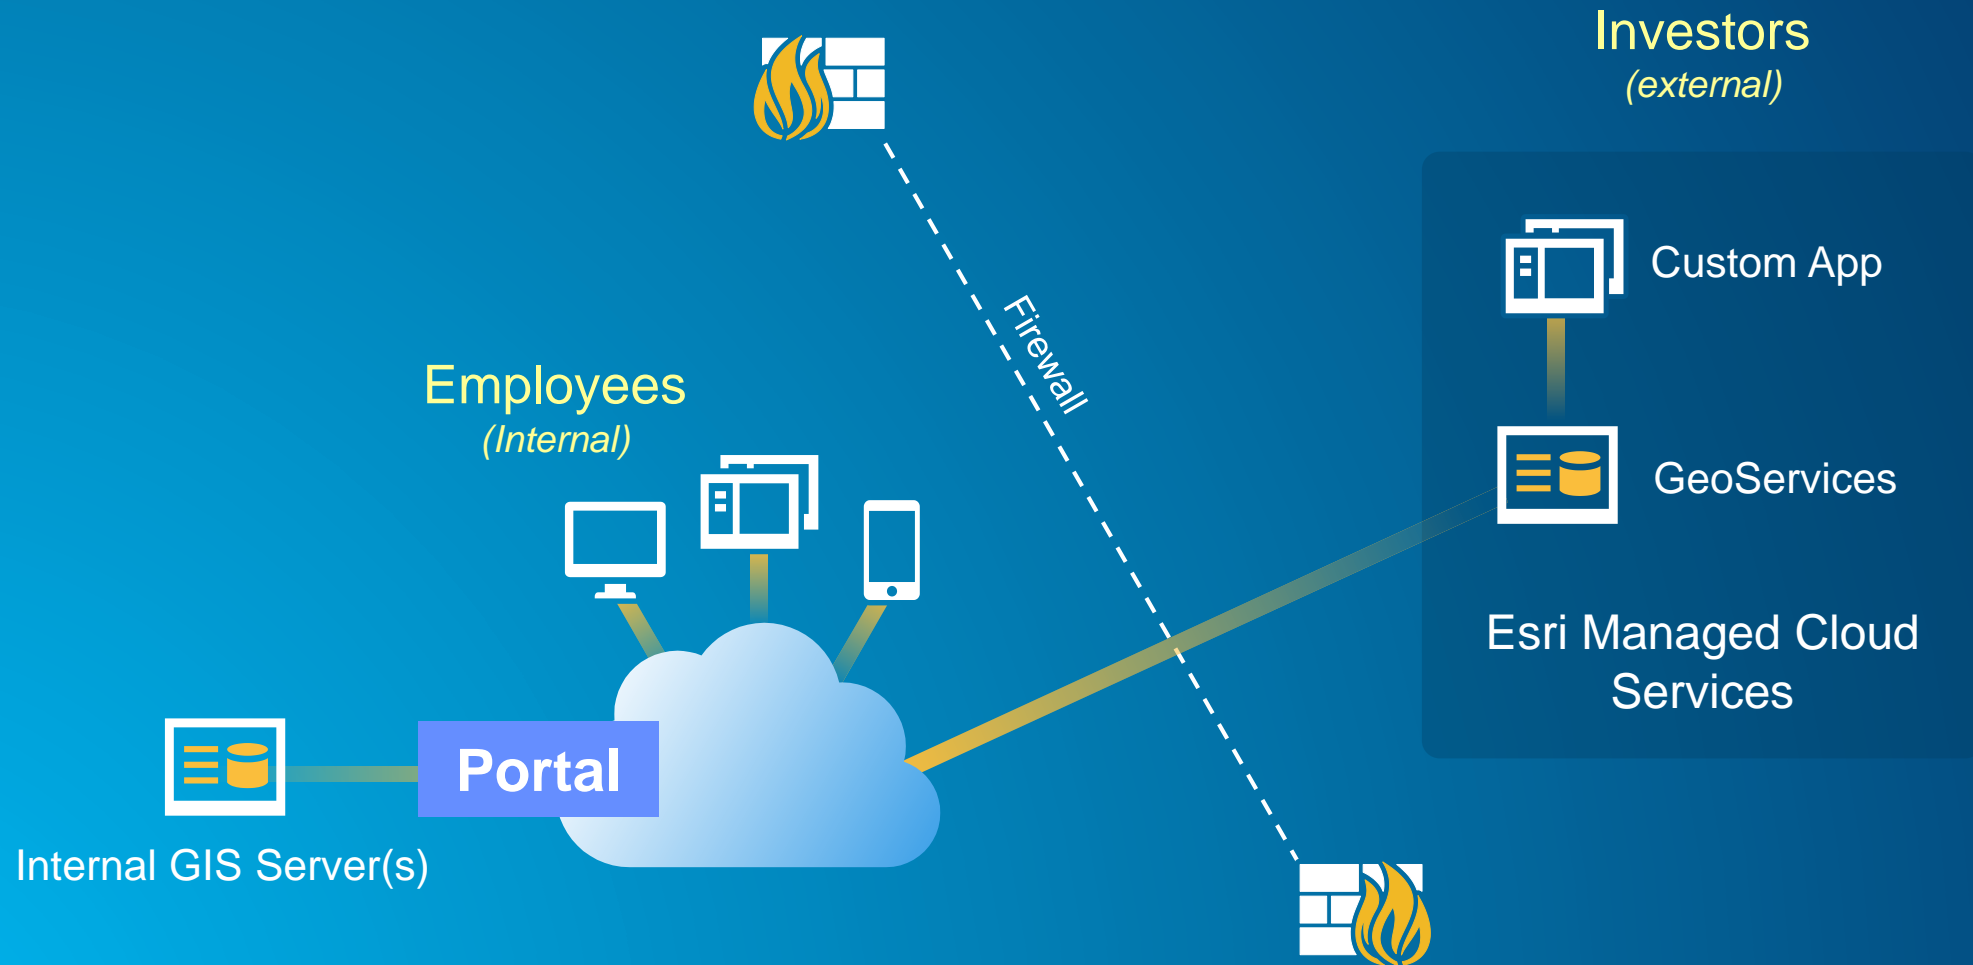 Investors
(external)
Custom App
Firewall
Employees
(Internal)
GeoServices
Esri Managed Cloud
Services
Portal
Internal GIS Server(s)